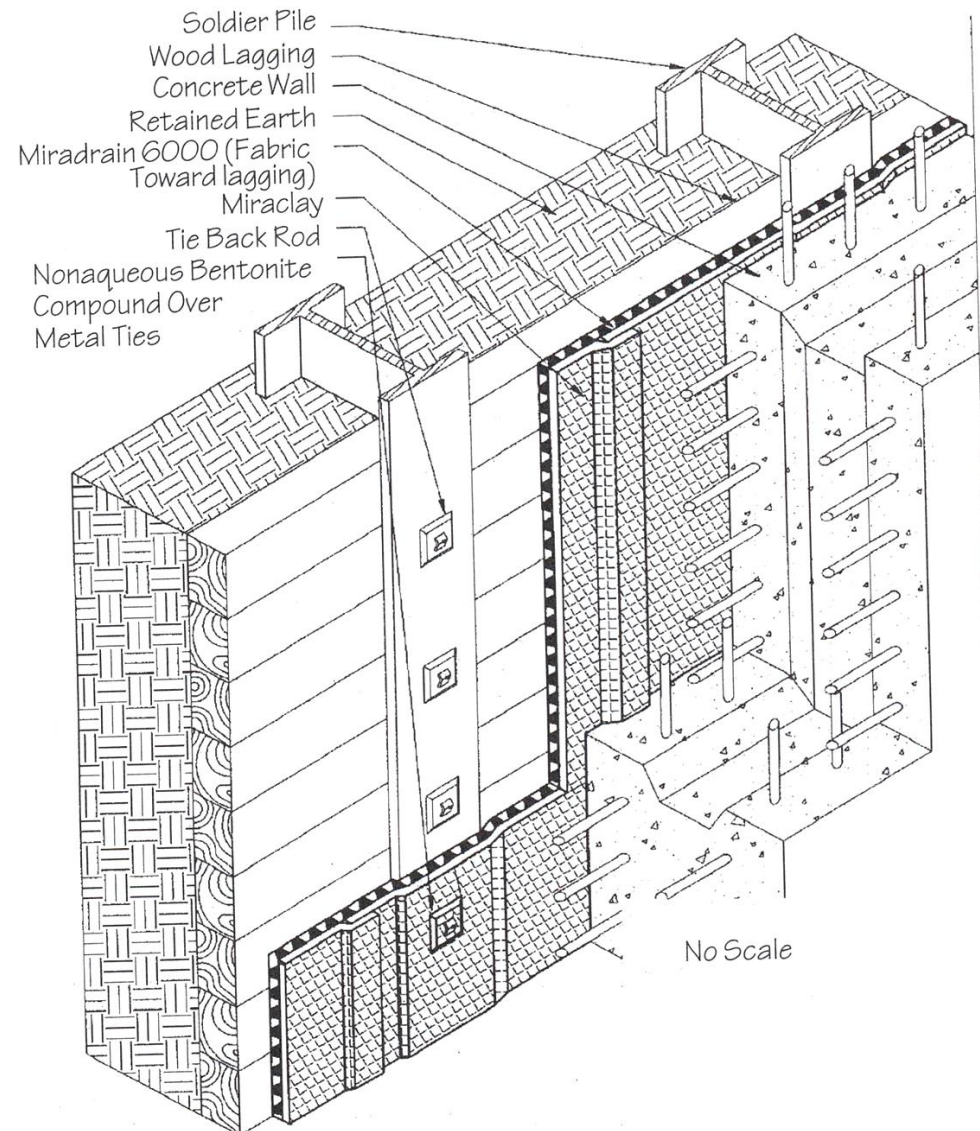 Soldier Pile
Wood Lagging
Concrete Wall
Retained Earth
Miradrain 6000 (Fabric
Toward lagging)
Miraclay
Tie Back Rod
Nonaqueous Bentonite
Compound Over
Metal Ties
No Scale